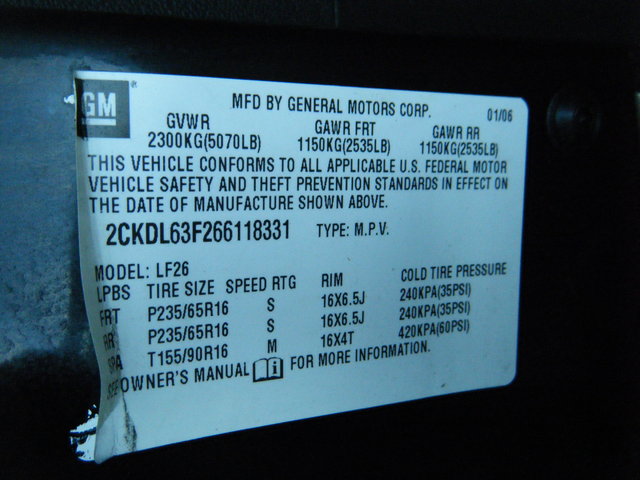 GM
MFD BY GENERAL MOTORS CORP. 01/06
GVWR GAWR FRT GAWR RR
2300KG(5070LB) 1150KG(2535LB) 1150KG(2535LB)
THIS VEHICLE CONFORMS TO ALL APPLICABLE U.S. FEDERAL MOTOR
VEHICLE SAFETY AND THEFT PREVENTION STANDARDS IN EFFECT ON
THE DATE OF MANUFACTURE SHOWN ABOVE.
2CKDL63F266118331 TYPE: M.P.V.
MODEL: LF26
LPBS TIRE SIZE SPEED RTG RIM COLD TIRE PRESSURE
FRT P235/65R16 S 16X6.5J 240KPA(35PSI)
RR P235/65R16 S 16X6.5J 240KPA(35PSI)
SPA T155/90R16 M 16X4T 420KPA(60PSI)
SEE OWNER'S MANUAL FOR MORE INFORMATION.